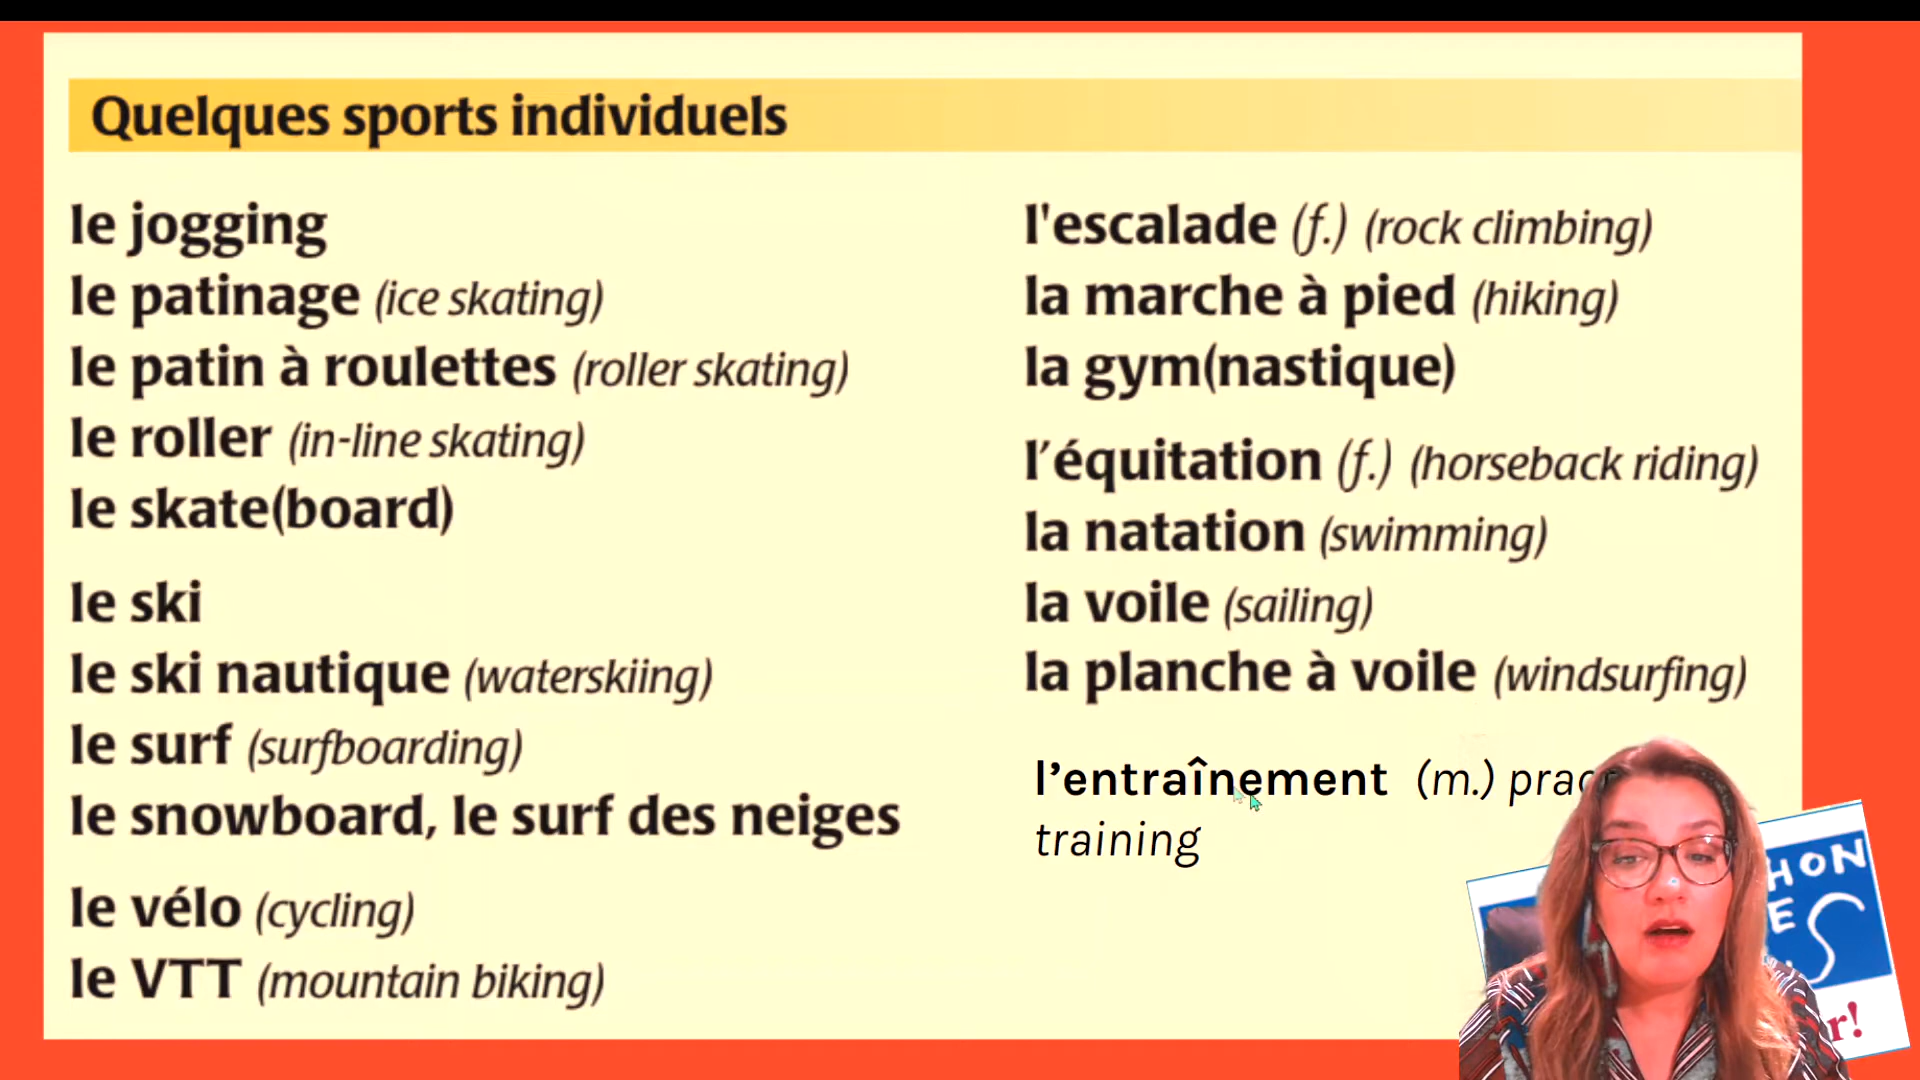 Quelques sports individuels
le jogging
le patinage (ice skating)
le patin à roulettes (roller skating)
le roller (in-line skating)
le skate(board)
le ski
le ski nautique (waterskiing)
le surf (surfboarding)
le snowboard, le surf des neiges
le vélo (cycling)
le VTT (mountain biking)
l'escalade (f.) (rock climbing)
la marche à pied (hiking)
la gym(nastique)
l'équitation (f.) (horseback riding)
la natation (swimming)
la voile (sailing)
la planche à voile (windsurfing)
l'entraînement (m.)
training